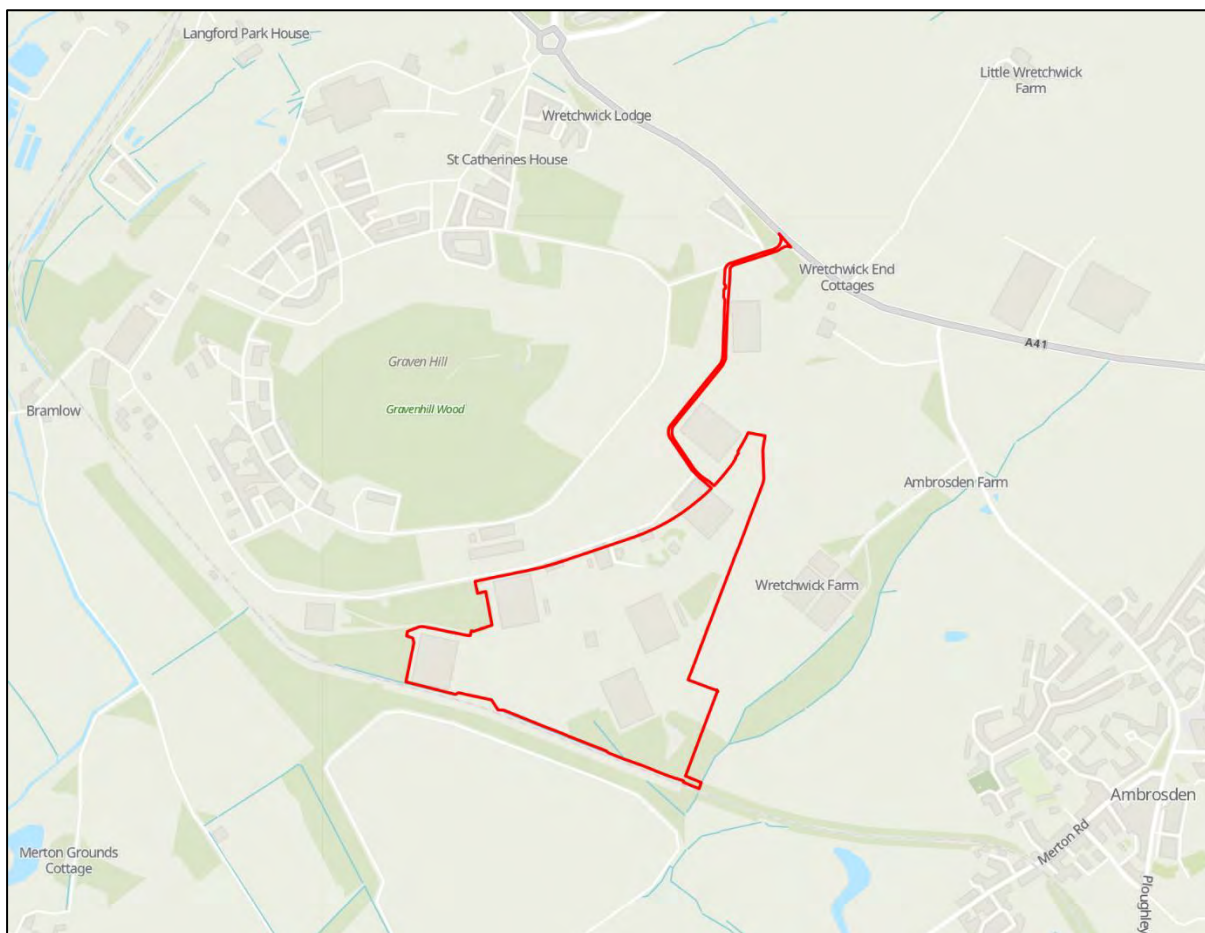 Langford Park House
Little Wretchwick
Farm
Wretchwick Lodge
St Catherines House
Wretchwick End
Cottages
A41
Graven Hill
Gravenhill Wood
Bramlow
Ambrosden Farm
Wretchwick Farm
Ambrosden
Merton Rd
Merton Grounds
Cottage
Ploughley